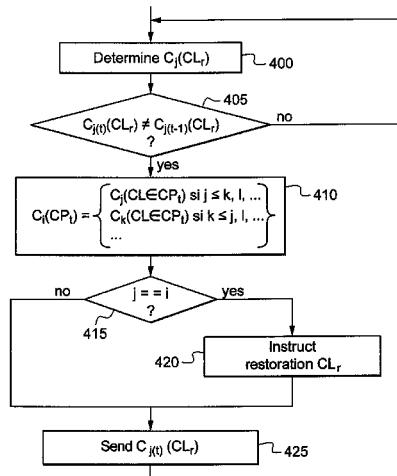 Determine Cj(CLr)
400
405
Cj(t)(CLr) ≠ Cj(t-1)(CLr)
no
?
yes
410
Cj(CL∈CPt) si j ≤ k, l, ...
Ci(CPt) =
Ck(CL∈CPt) si k ≤ j, l, ...
...
no
j == i
yes
?
415
420
Instruct
restoration CLr
Send Cj(t) (CLr)
425